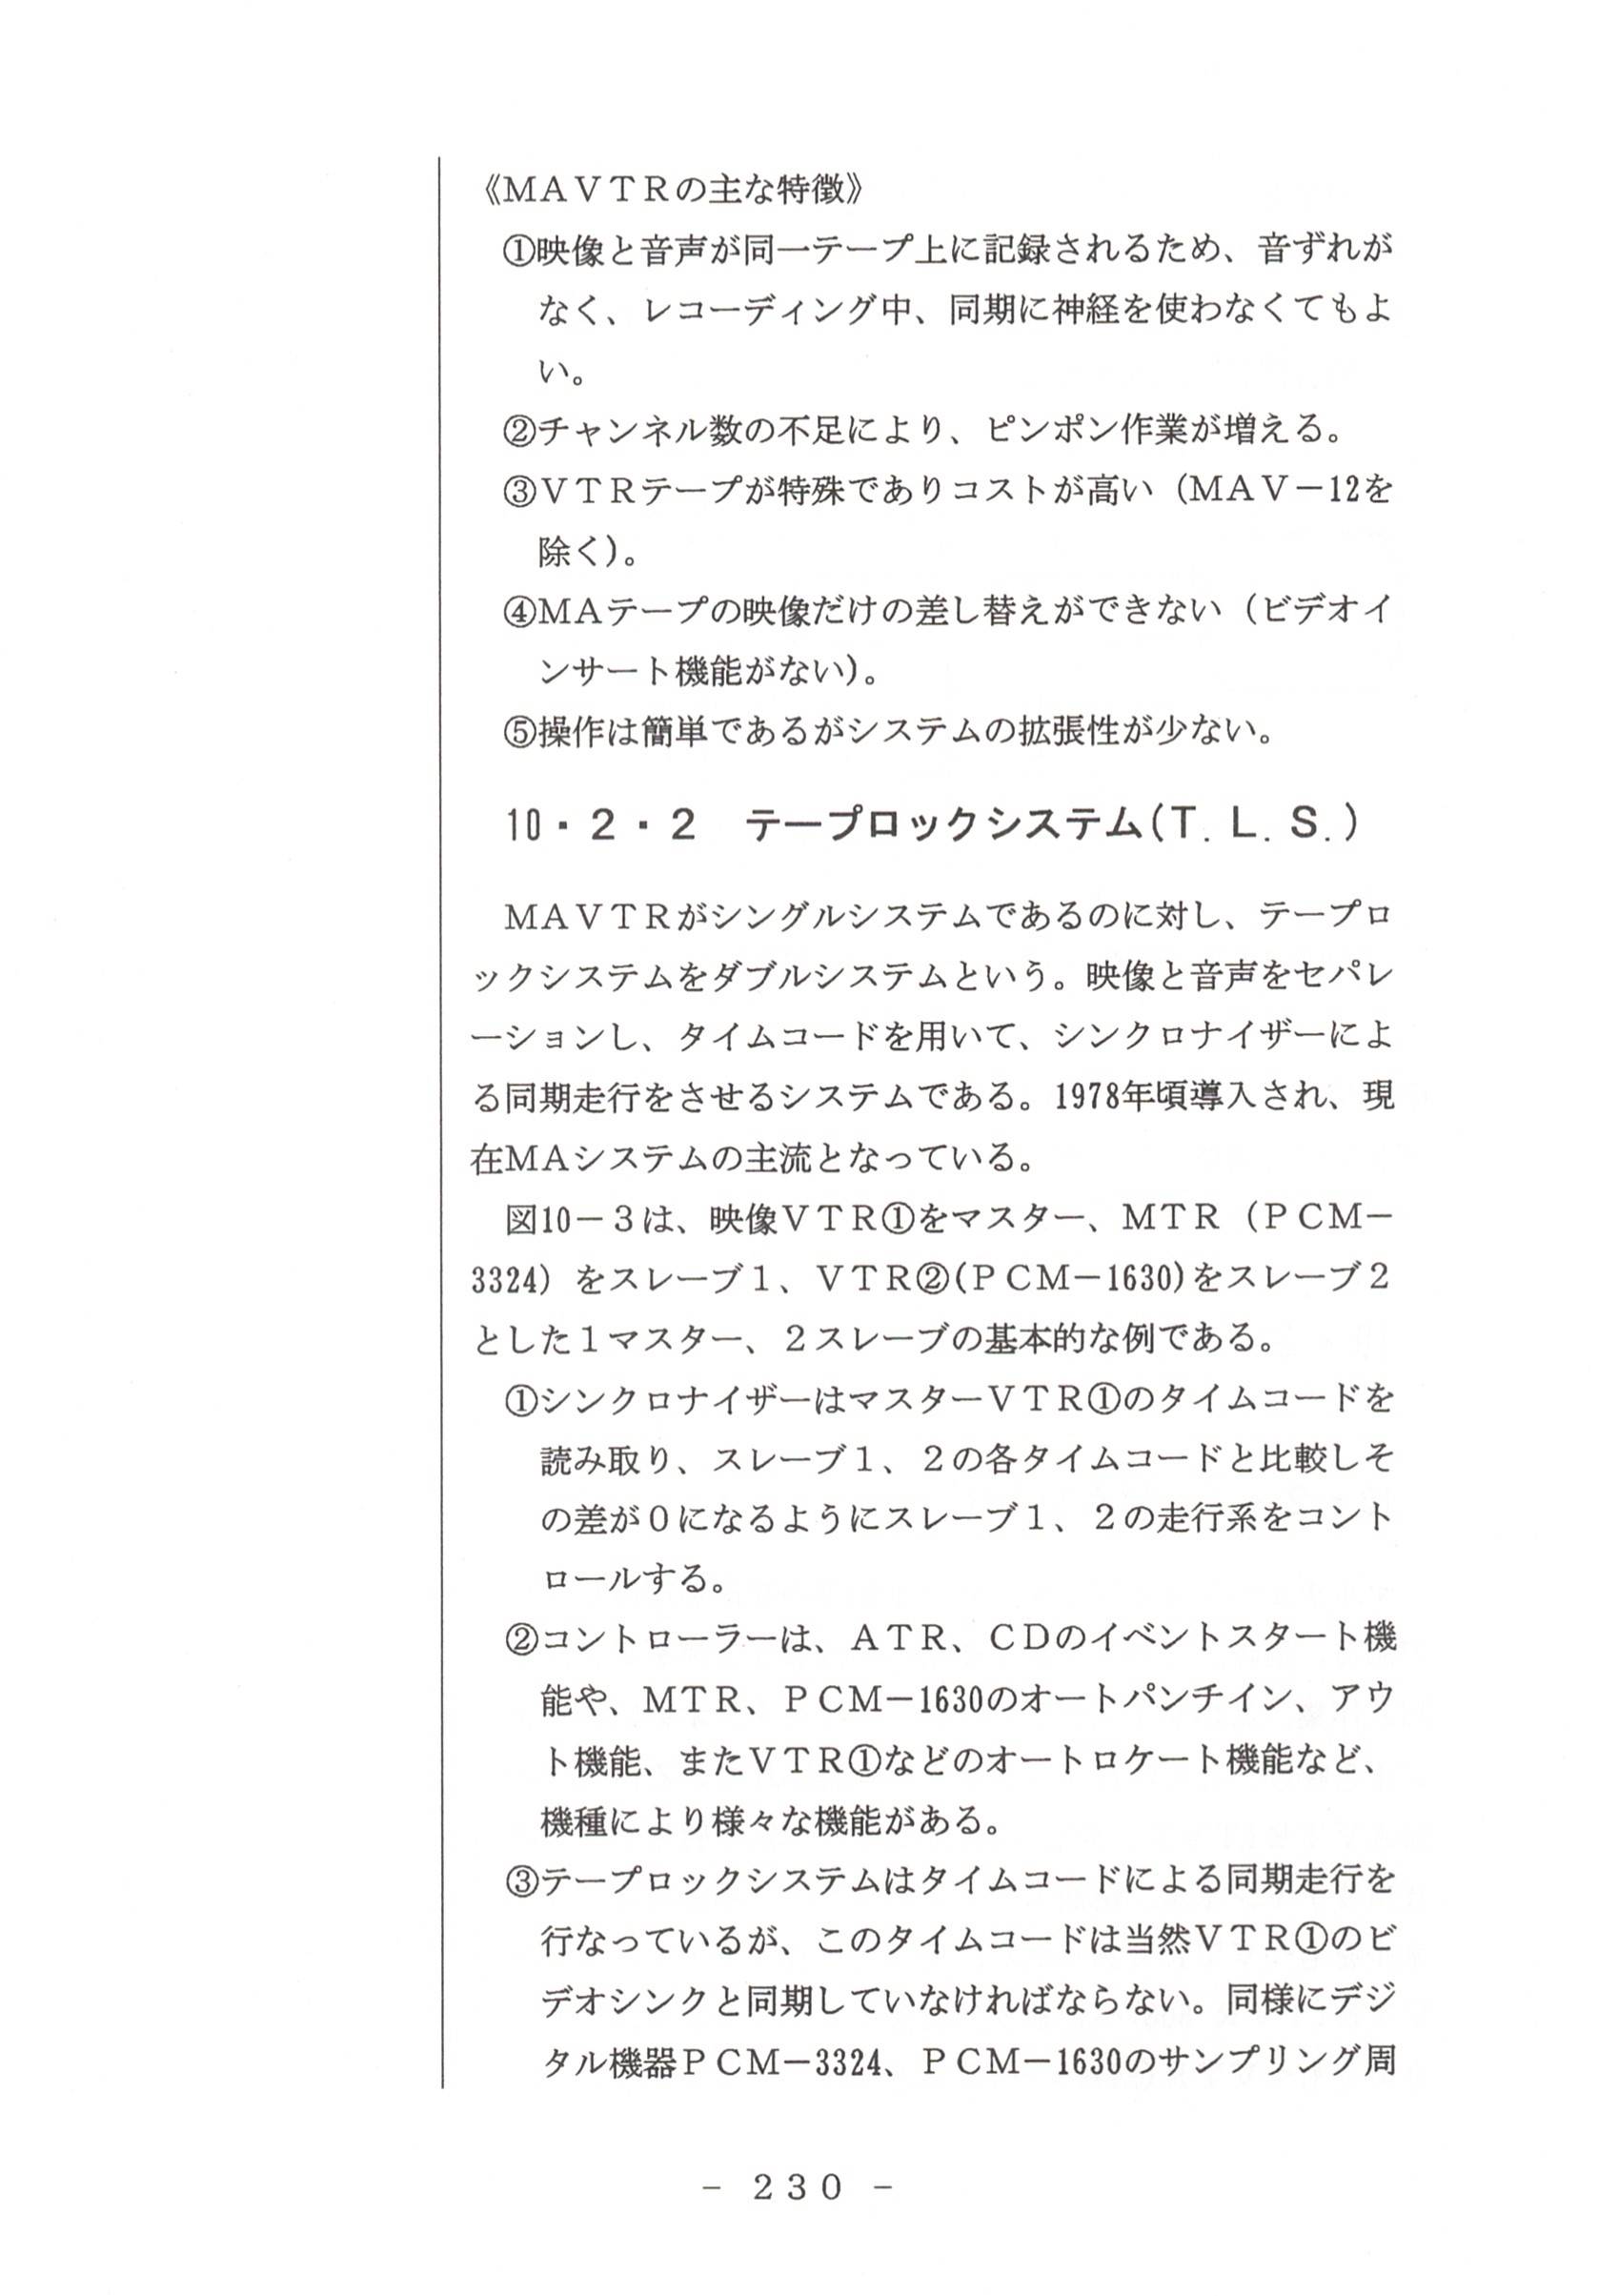 《ＭＡＶＴＲの主な特徴》
①映像と音声が同一テープ上に記録されるため、音ずれが
なく、レコーディング中、同期に神経を使わなくてもよ
い。
②チャンネル数の不足により、ピンポン作業が増える。
③ＶＴＲテープが特殊でありコストが高い（ＭＡＶ－12を
除く）。
④ＭＡテープの映像だけの差し替えができない（ビデオイ
ンサート機能がない）。
⑤操作は簡単であるがシステムの拡張性が少ない。
10・２・２　テープロックシステム（Ｔ．Ｌ．Ｓ．）
ＭＡＶＴＲがシングルシステムであるのに対し、テープロ
ックシステムをダブルシステムという。映像と音声をセパレ
ーションし、タイムコードを用いて、シンクロナイザーによ
る同期走行をさせるシステムである。1978年頃導入され、現
在ＭＡシステムの主流となっている。
図10－３は、映像ＶＴＲ①をマスター、ＭＴＲ（ＰＣＭ－
3324）をスレーブ１、ＶＴＲ②(ＰＣＭ－1630)をスレーブ２
とした１マスター、２スレーブの基本的な例である。
①シンクロナイザーはマスターＶＴＲ①のタイムコードを
読み取り、スレーブ１、２の各タイムコードと比較しそ
の差が０になるようにスレーブ１、２の走行系をコント
ロールする。
②コントローラーは、ＡＴＲ、ＣＤのイベントスタート機
能や、ＭＴＲ、ＰＣＭ－1630のオートパンチイン、アウ
ト機能、またＶＴＲ①などのオートロケート機能など、
機種により様々な機能がある。
③テープロックシステムはタイムコードによる同期走行を
行なっているが、このタイムコードは当然ＶＴＲ①のビ
デオシンクと同期していなければならない。同様にデジ
タル機器ＰＣＭ－3324、ＰＣＭ－1630のサンプリング周
－ 230 －